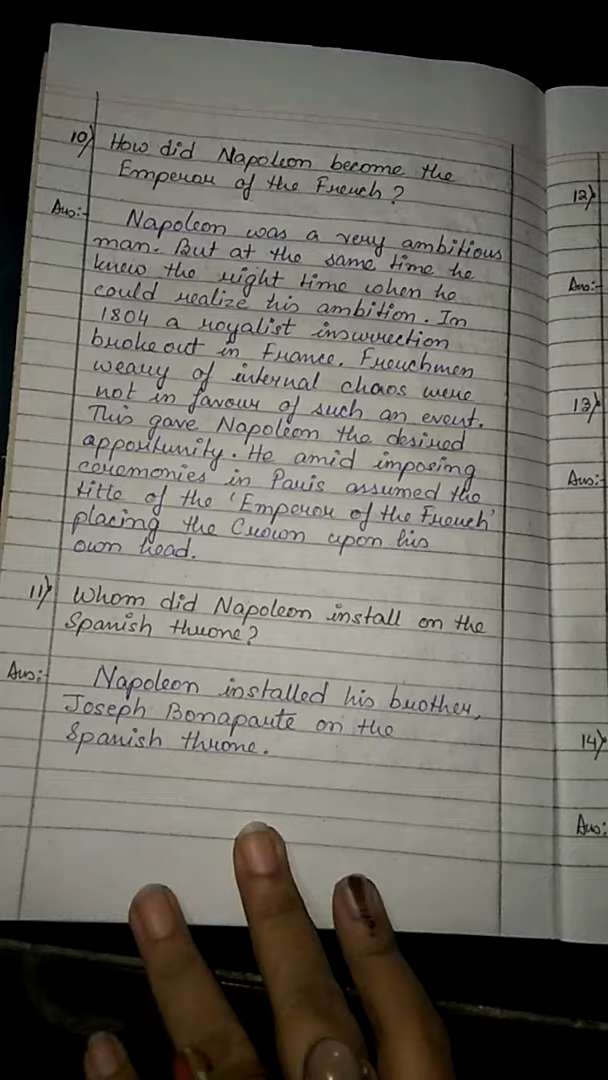 10) How did Napoleon become the
Emperor of the French?
Ans:- Napoleon was a very ambitious
man. But at the same time he
knew the right time when he
could realize his ambition. In
1804 a royalist insurrection
broke out in France. Frenchmen
weary of internal chaos were
not in favour of such an event.
This gave Napoleon the desired
opportunity. He amid imposing
ceremonies in Paris assumed the
title of the 'Emperor of the French'
placing the Crown upon his
own head.
11) Whom did Napoleon install on the
Spanish throne?
Ans:- Napoleon installed his brother,
Joseph Bonaparte on the
Spanish throne.
12)
Ans:-
13)
Ans:-
14)
Ans: